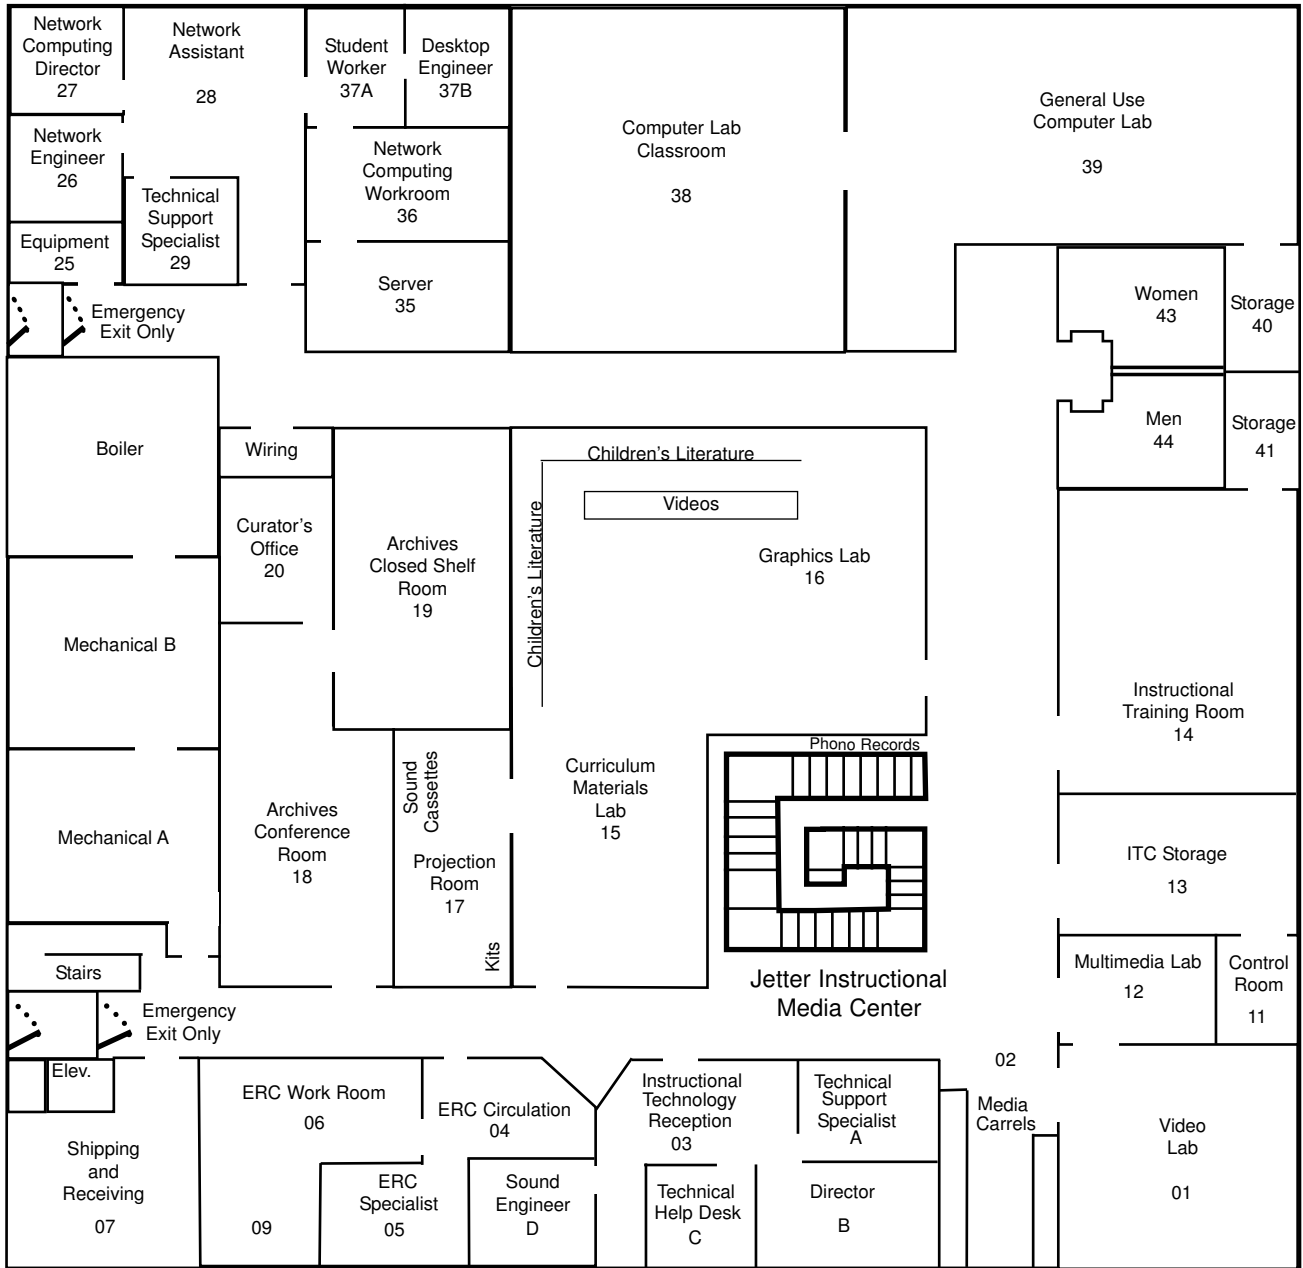 Network
Computing
Director
27
Network
Assistant
28
Student
Worker
37A
Desktop
Engineer
37B
Computer Lab
Classroom
38
General Use
Computer Lab
39
Network
Engineer
26
Technical
Support
Specialist
29
Network
Computing
Workroom
36
Equipment
25
Server
35
Emergency
Exit Only
Women
43
Storage
40
Men
44
Storage
41
Boiler
Wiring
Children's Literature
Videos
Children's Literature
Curator's
Office
20
Archives
Closed Shelf
Room
19
Graphics Lab
16
Mechanical B
Instructional
Training Room
14
Phono Records
Sound
Cassettes
Curriculum
Materials
Lab
15
Mechanical A
Archives
Conference
Room
18
Projection
Room
17
Kits
ITC Storage
13
Stairs
Jetter Instructional
Media Center
Multimedia Lab
12
Control
Room
11
Emergency
Exit Only
Elev.
02
ERC Work Room
06
ERC Circulation
04
Instructional
Technology
Reception
03
Technical
Support
Specialist
A
Media
Carrels
Shipping
and
Receiving
07
09
ERC
Specialist
05
Sound
Engineer
D
Technical
Help Desk
C
Director
B
Video
Lab
01